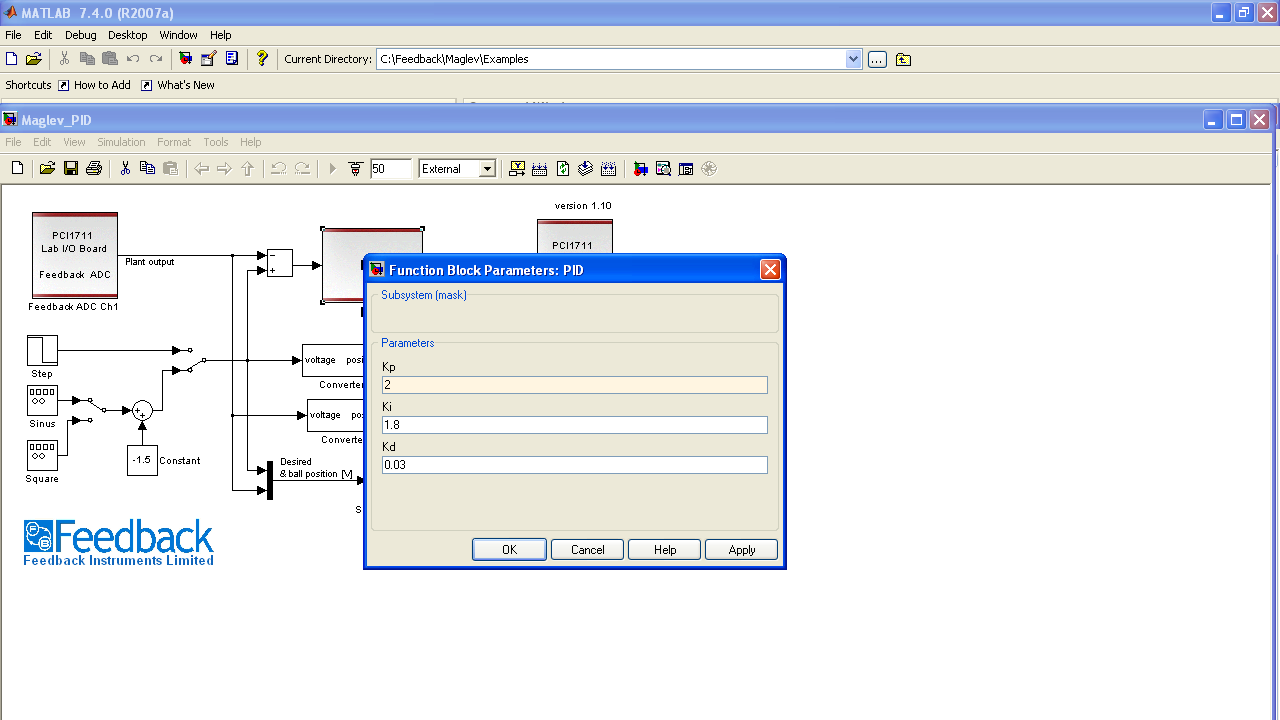 MATLAB 7.4.0 (R2007a)
File Edit Debug Desktop Window Help
Current Directory: C:\Feedback\Maglev\Examples ...
Shortcuts How to Add What's New
Maglev_PID
File Edit View Simulation Format Tools Help
50 External
version 1.10
PCI1711
Lab I/O Board
Feedback ADC
Feedback ADC Ch1
Plant output
PCI1711
Step
Sinus
Square
-1.5 Constant
voltage posi
Converte
voltage pos
Converte
Desired
& ball position [V]
S
Feedback
Feedback Instruments Limited
Function Block Parameters: PID
Subsystem (mask)
Parameters
Kp
2
Ki
1.8
Kd
0.03
OK Cancel Help Apply